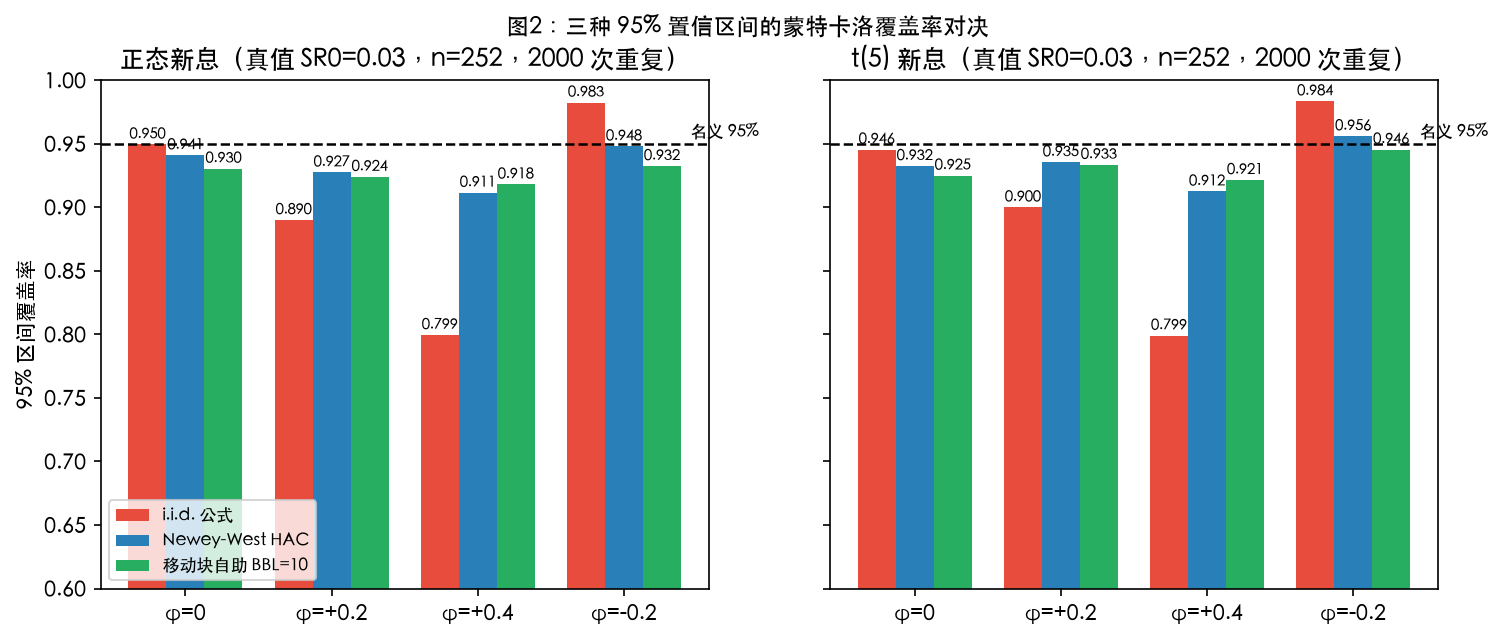 图2：三种 95% 置信区间的蒙特卡洛覆盖率对决
正态新息（真值 SR0=0.03，n=252，2000 次重复）
t(5) 新息（真值 SR0=0.03，n=252，2000 次重复）
95% 区间覆盖率
1.00
0.95
0.90
0.85
0.80
0.75
0.70
0.65
0.60
0.950
0.941
0.930
0.890
0.927
0.924
0.799
0.911
0.918
0.983
0.948
0.932
名义 95%
i.i.d. 公式
Newey-West HAC
移动块自助 BBL=10
φ=0
φ=+0.2
φ=+0.4
φ=-0.2
0.946
0.932
0.925
0.900
0.935
0.933
0.799
0.912
0.921
0.984
0.956
0.946
名义 95%
φ=0
φ=+0.2
φ=+0.4
φ=-0.2